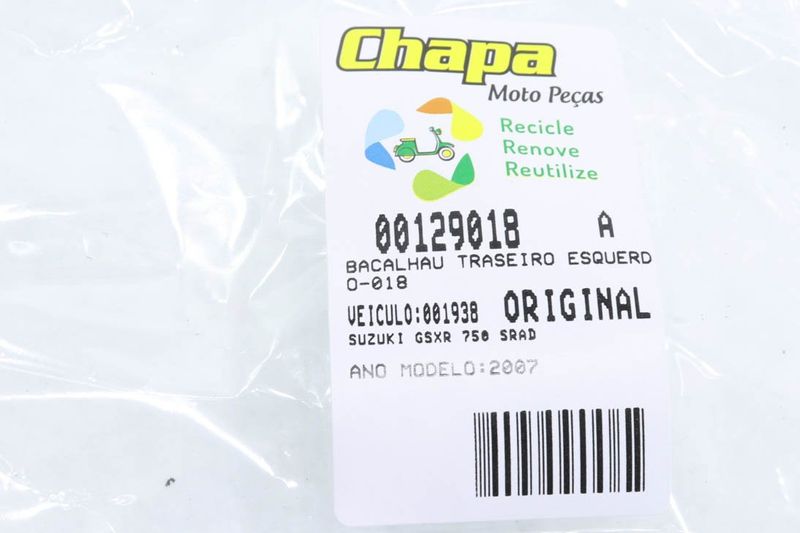 Chapa
Moto Peças
Recicle
Renove
Reutilize
00129018 A
BACALHAU TRASEIRO ESQUERD
O-018
VEICULO:001938 ORIGINAL
SUZUKI GSXR 750 SRAD
ANO MODELO:2007